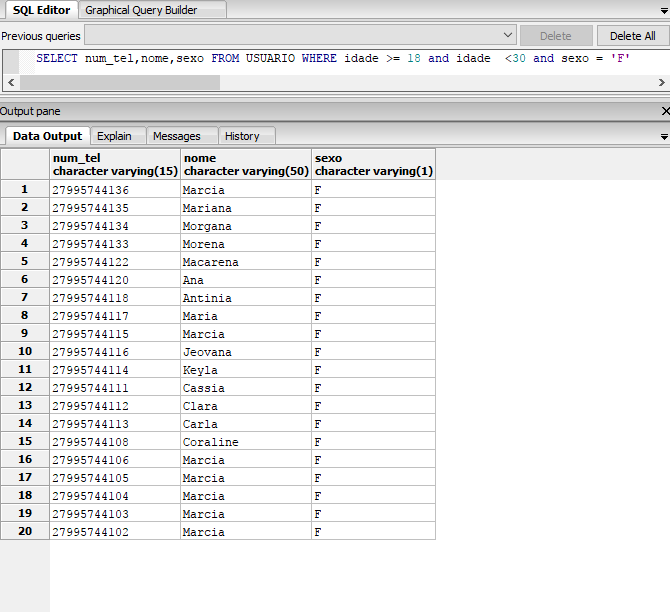 SQL Editor Graphical Query Builder
Previous queries Delete Delete All
SELECT num_tel,nome,sexo FROM USUARIO WHERE idade >= 18 and idade  <30 and sexo = 'F'
Output pane
Data Output Explain Messages History
num_tel nome sexo
character varying(15) character varying(50) character varying(1)
1 27995744136 Marcia F
2 27995744135 Mariana F
3 27995744134 Morgana F
4 27995744133 Morena F
5 27995744122 Macarena F
6 27995744120 Ana F
7 27995744118 Antinia F
8 27995744117 Maria F
9 27995744115 Marcia F
10 27995744116 Jeovana F
11 27995744114 Keyla F
12 27995744111 Cassia F
13 27995744112 Clara F
14 27995744113 Carla F
15 27995744108 Coraline F
16 27995744106 Marcia F
17 27995744105 Marcia F
18 27995744104 Marcia F
19 27995744103 Marcia F
20 27995744102 Marcia F